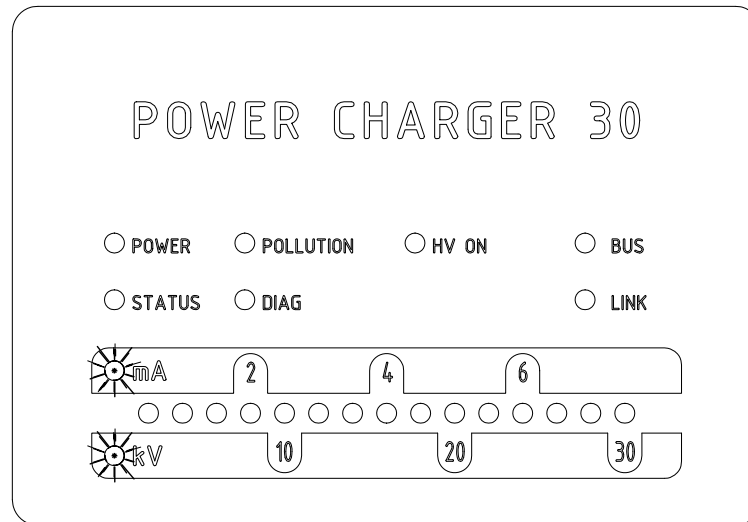 POWER CHARGER 30
POWER POLLUTION HV ON BUS
STATUS DIAG LINK
mA 2 4 6
kV 10 20 30